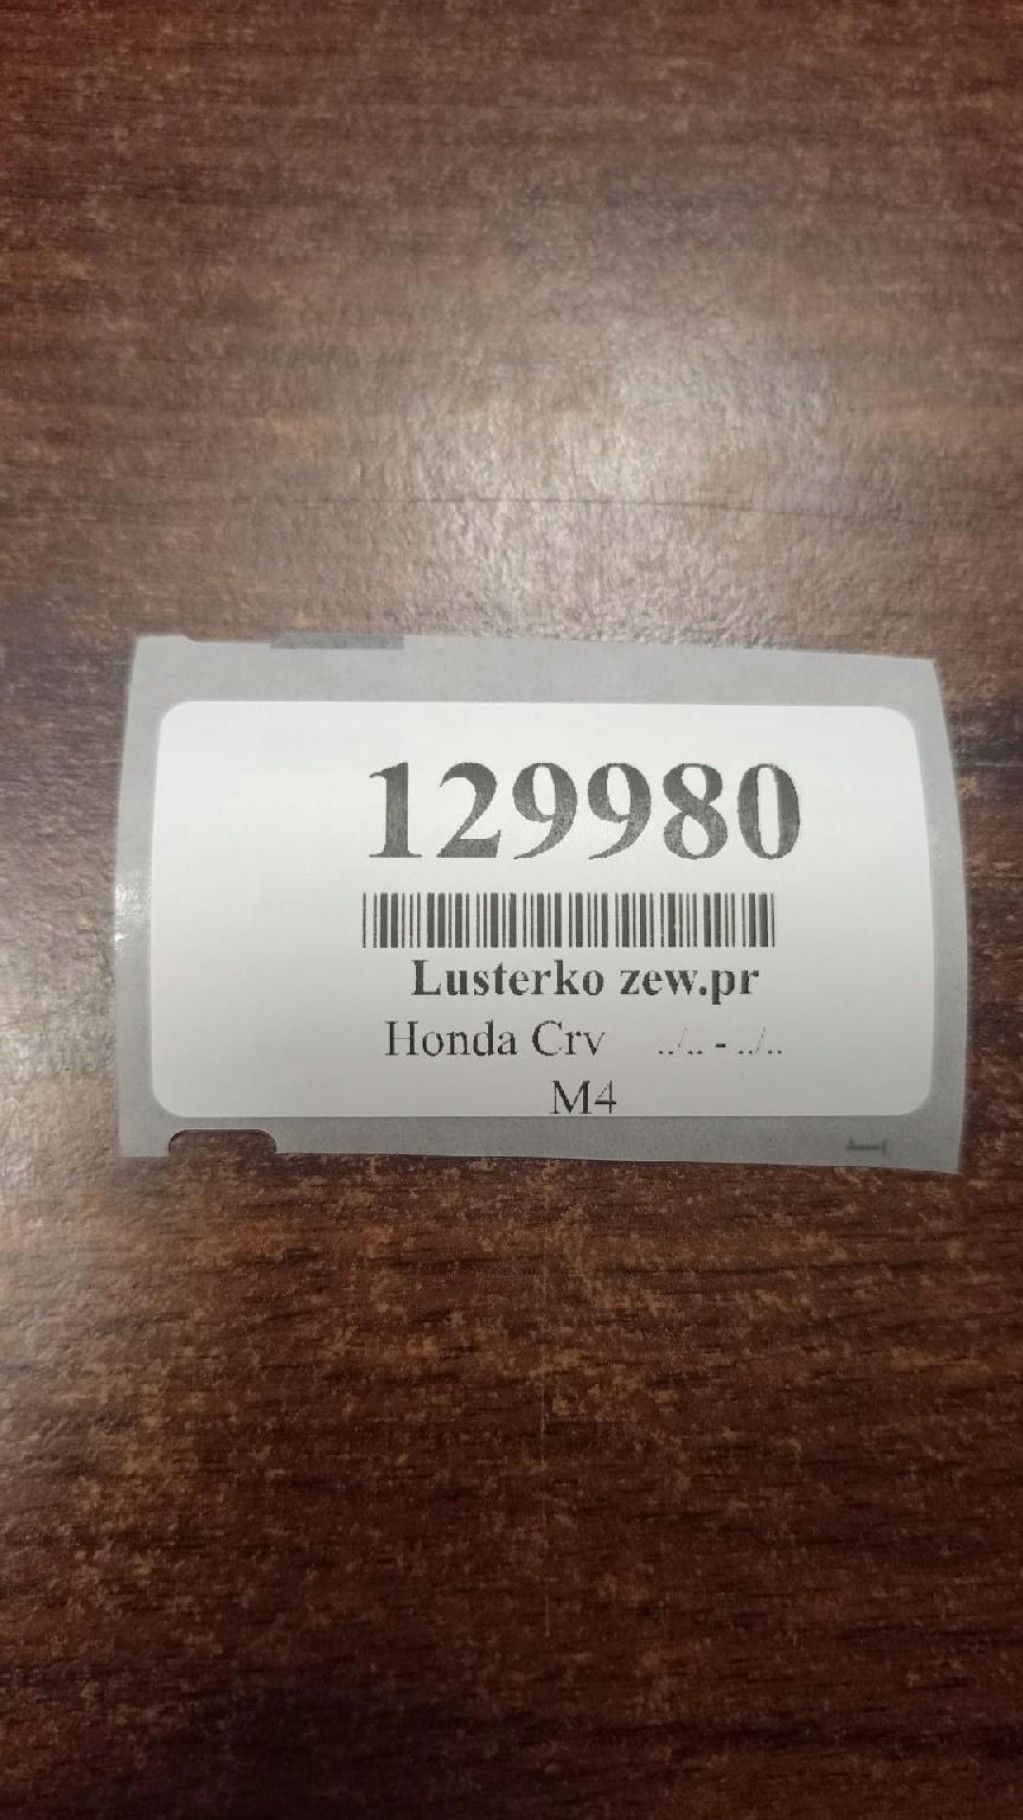 129980
Lusterko zew.pr
Honda Crv ../.. - ../..
M4